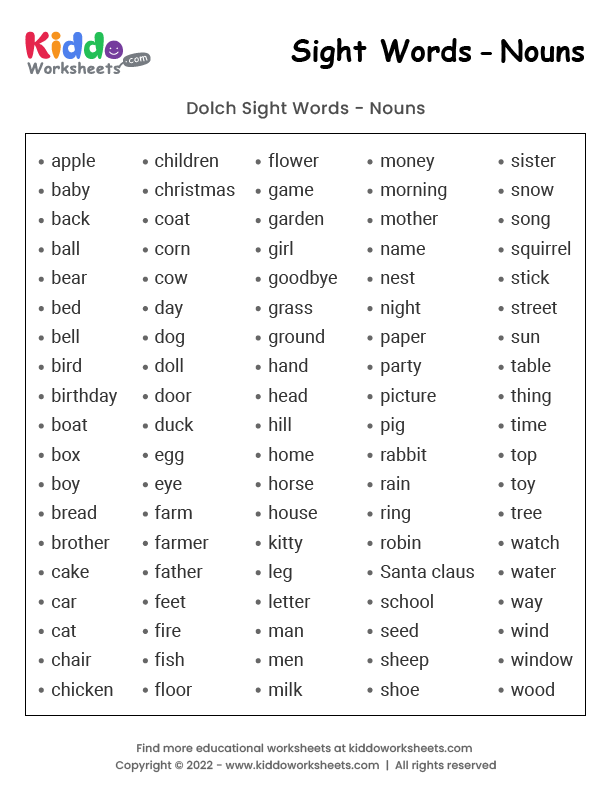 Kiddo
Worksheets .com
Sight Words - Nouns
Dolch Sight Words - Nouns
• apple
• baby
• back
• ball
• bear
• bed
• bell
• bird
• birthday
• boat
• box
• boy
• bread
• brother
• cake
• car
• cat
• chair
• chicken
• children
• christmas
• coat
• corn
• cow
• day
• dog
• doll
• door
• duck
• egg
• eye
• farm
• farmer
• father
• feet
• fire
• fish
• floor
• flower
• game
• garden
• girl
• goodbye
• grass
• ground
• hand
• head
• hill
• home
• horse
• house
• kitty
• leg
• letter
• man
• men
• milk
• money
• morning
• mother
• name
• nest
• night
• paper
• party
• picture
• pig
• rabbit
• rain
• ring
• robin
• Santa claus
• school
• seed
• sheep
• shoe
• sister
• snow
• song
• squirrel
• stick
• street
• sun
• table
• thing
• time
• top
• toy
• tree
• watch
• water
• way
• wind
• window
• wood
Find more educational worksheets at kiddoworksheets.com
Copyright © 2022 - www.kiddoworksheets.com | All rights reserved